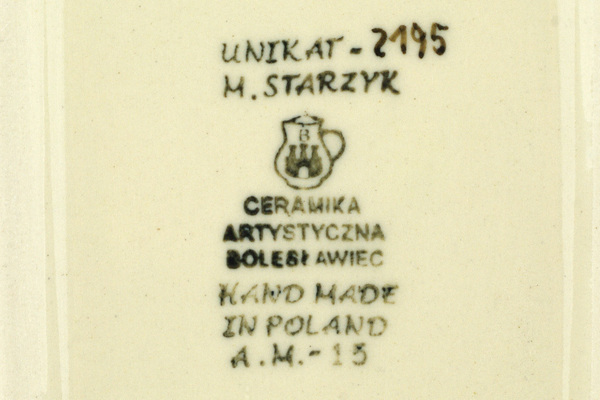 UNIKAT - 2195
M. STARZYK
B
CERAMIKA
ARTYSTYCZNA
BOLESŁAWIEC
HAND MADE
IN POLAND
A.M.-15